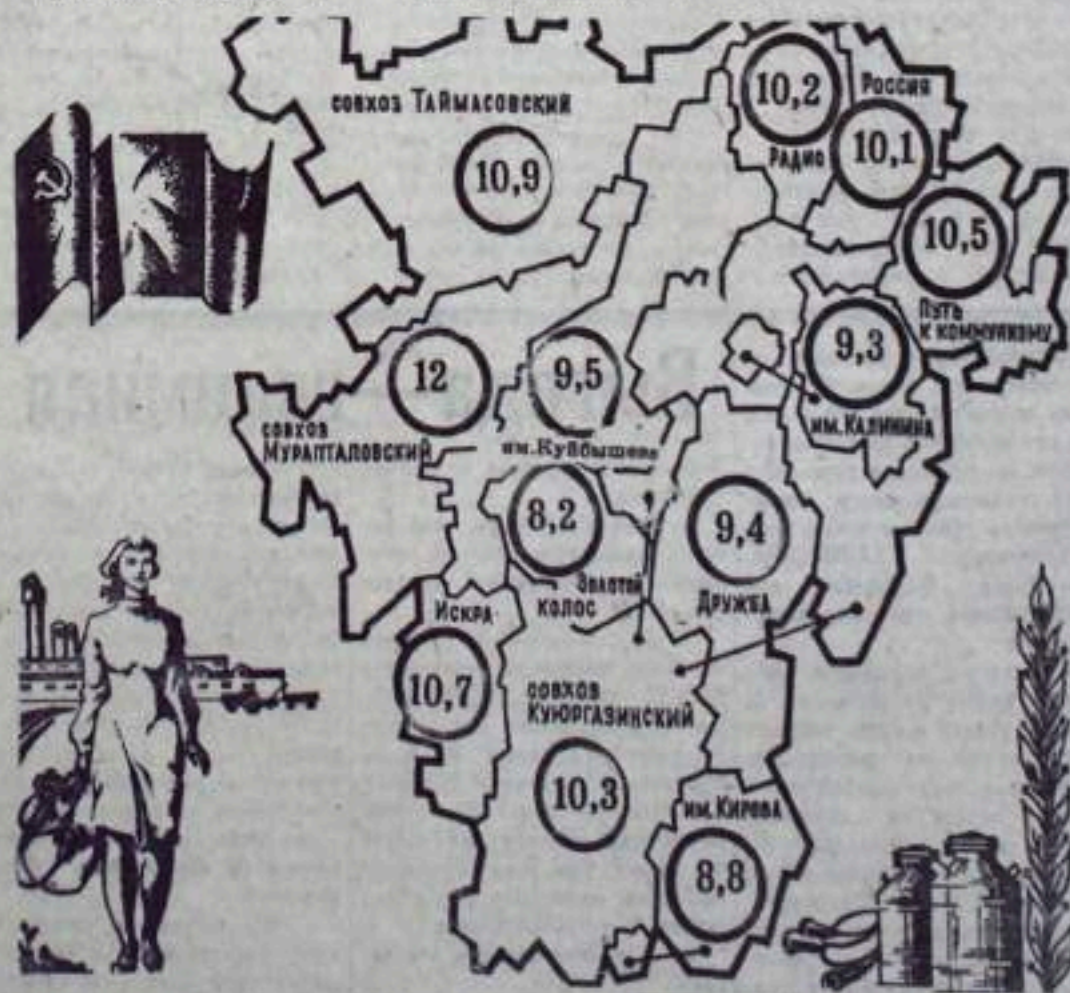 10,2
Россия
совхоз Таймасовский
Радио
10,1
10,9
10,5
Путь
к коммунизму
9,3
12
9,5
им. Калинина
совхоз
Мурапталовский
им. Куйбышева
8,2
9,4
Золотой
колос
Дружба
Искра
10,7
совхоз
Куюргазинский
10,3
им. Кирова
8,8